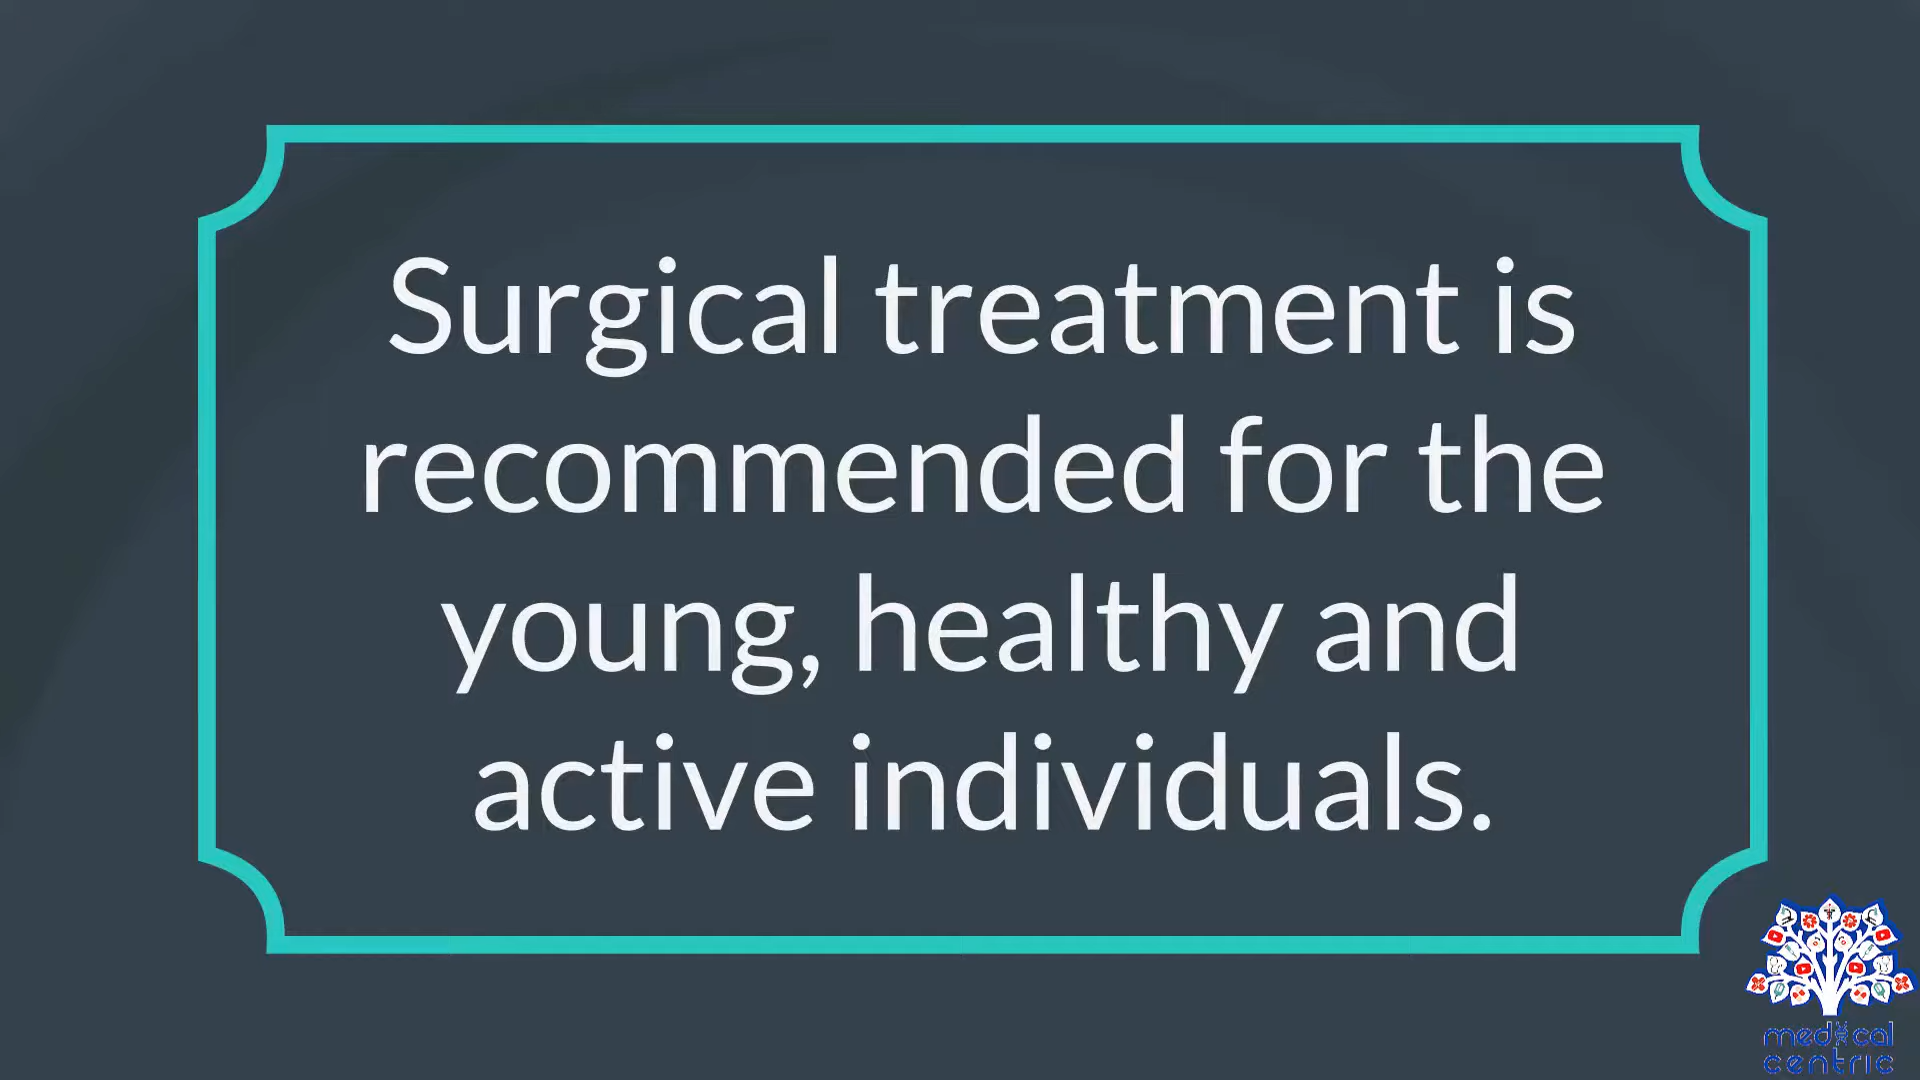 Surgical treatment is
recommended for the
young, healthy and
active individuals.
medical
centric